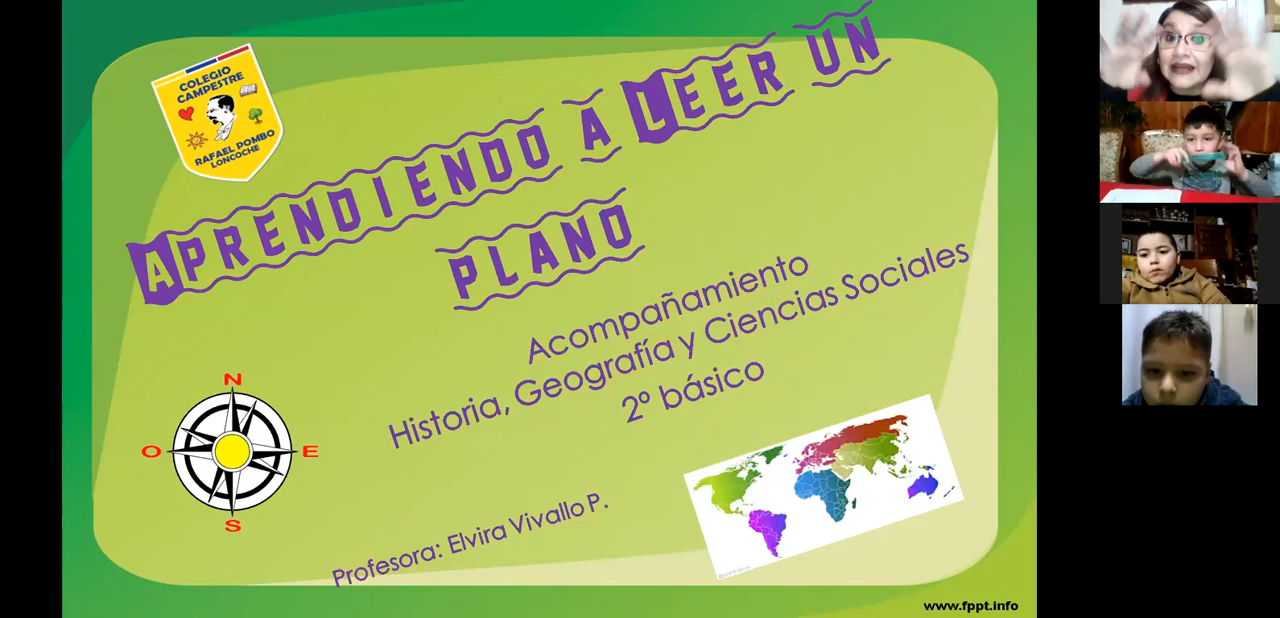 COLEGIO
CAMPESTRE
RAFAEL POMBO
LONCOCHE
APRENDIENDO A LEER UN
PLANO
Acompañamiento
Historia, Geografía y Ciencias Sociales
2º básico
N
O
E
S
Profesora: Elvira Vivallo P.
www.fppt.info